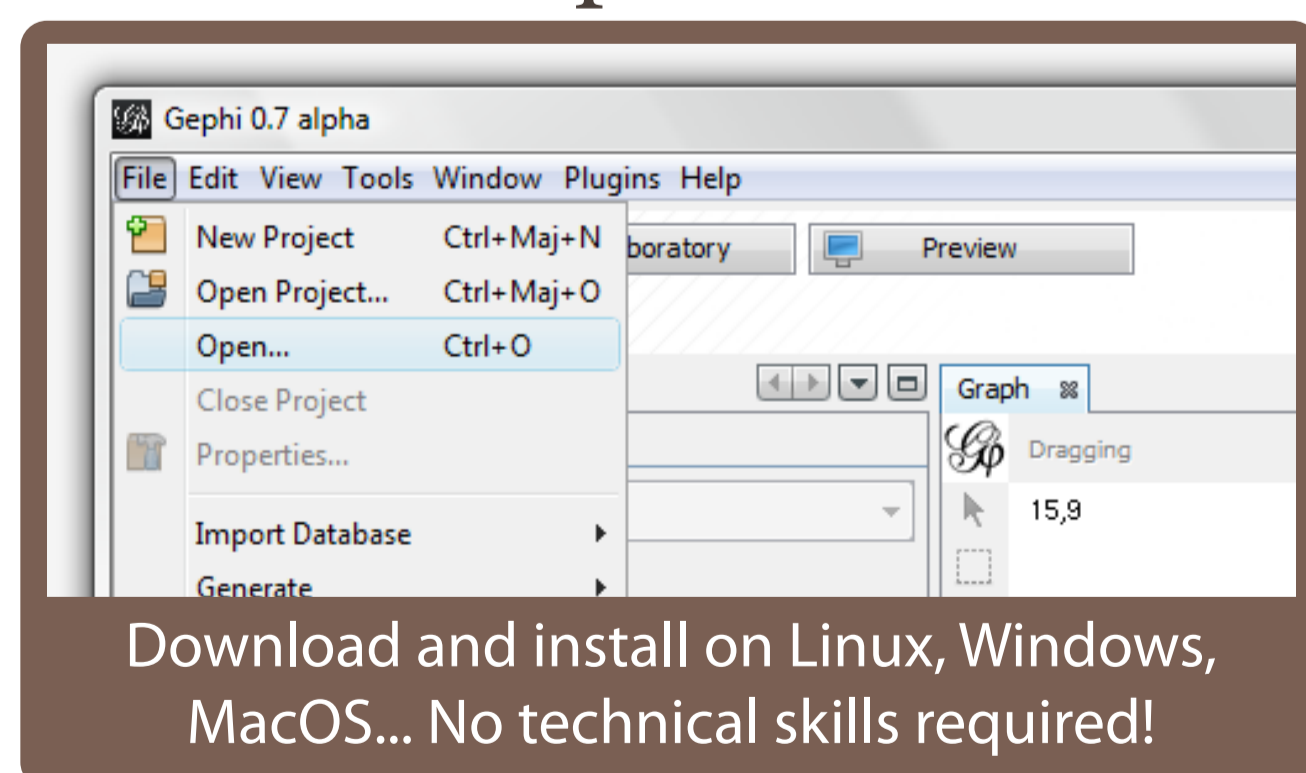 Gephi 0.7 alpha
File Edit View Tools Window Plugins Help
New Project Ctrl+Maj+N
boratory Preview
Open Project... Ctrl+Maj+O
Open... Ctrl+O
Close Project
Graph
Properties...
Dragging
15,9
Import Database
Generate
Download and install on Linux, Windows,
MacOS... No technical skills required!